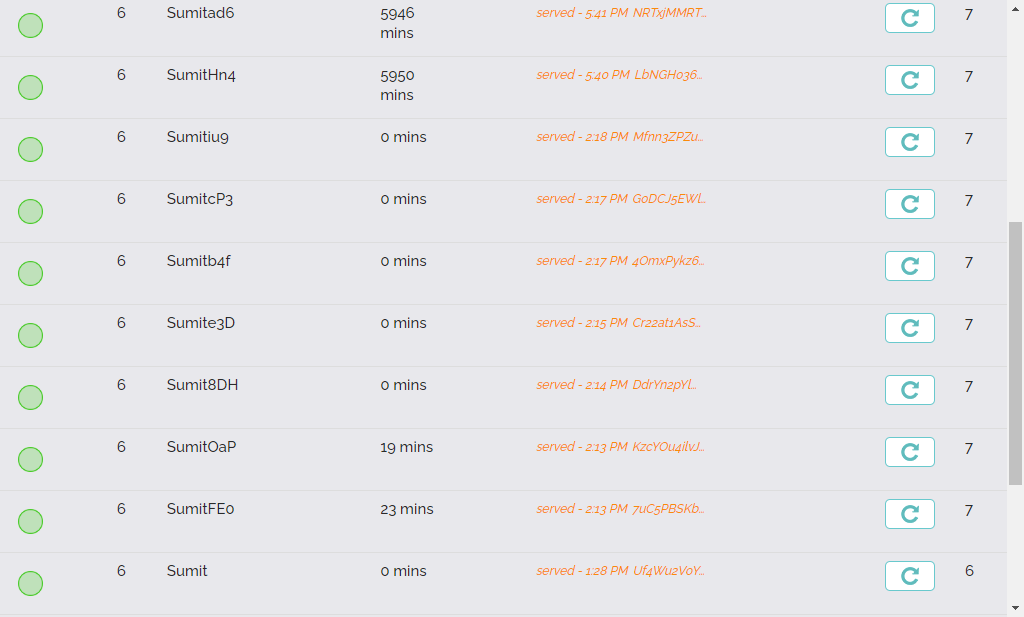 6 Sumitad6 5946 served - 5:41 PM NRTxjMMRT... 7
mins
6 SumitHn4 5950 served - 5:40 PM LbNGHo36... 7
mins
6 Sumitiu9 0 mins served - 2:18 PM Mfnn3ZPZu... 7
6 SumitcP3 0 mins served - 2:17 PM GoDCJ5EWl... 7
6 Sumitb4f 0 mins served - 2:17 PM 4OmxPykz6... 7
6 Sumite3D 0 mins served - 2:15 PM Cr22at1AsS... 7
6 Sumit8DH 0 mins served - 2:14 PM DdrYn2pYl... 7
6 SumitOaP 19 mins served - 2:13 PM KzcYOu4ilvJ... 7
6 SumitFE0 23 mins served - 2:13 PM 7uC5PBSKb... 7
6 Sumit 0 mins served - 1:28 PM Uf4Wu2VoY... 6